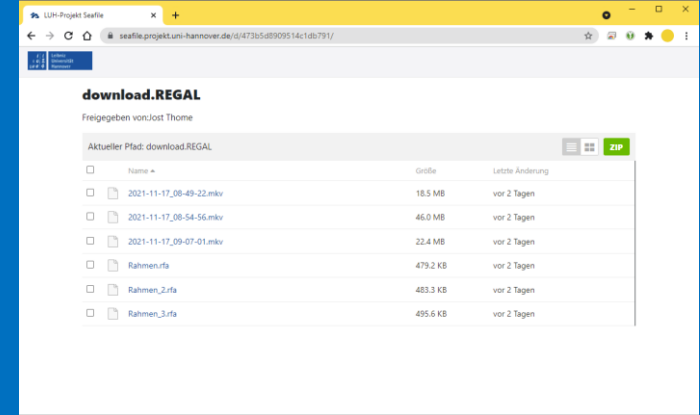 LUH-Projekt Seafile
seafile.projekt.uni-hannover.de/d/473b5d8909514c1db791/
Leibniz
Universität
Hannover
download.REGAL
Freigegeben von:Jost Thome
Aktueller Pfad: download.REGAL
ZIP
Name Größe Letzte Änderung
2021-11-17_08-49-22.mkv 18.5 MB vor 2 Tagen
2021-11-17_08-54-56.mkv 46.0 MB vor 2 Tagen
2021-11-17_09-07-01.mkv 22.4 MB vor 2 Tagen
Rahmen.rfa 479.2 KB vor 2 Tagen
Rahmen_2.rfa 483.3 KB vor 2 Tagen
Rahmen_3.rfa 495.6 KB vor 2 Tagen